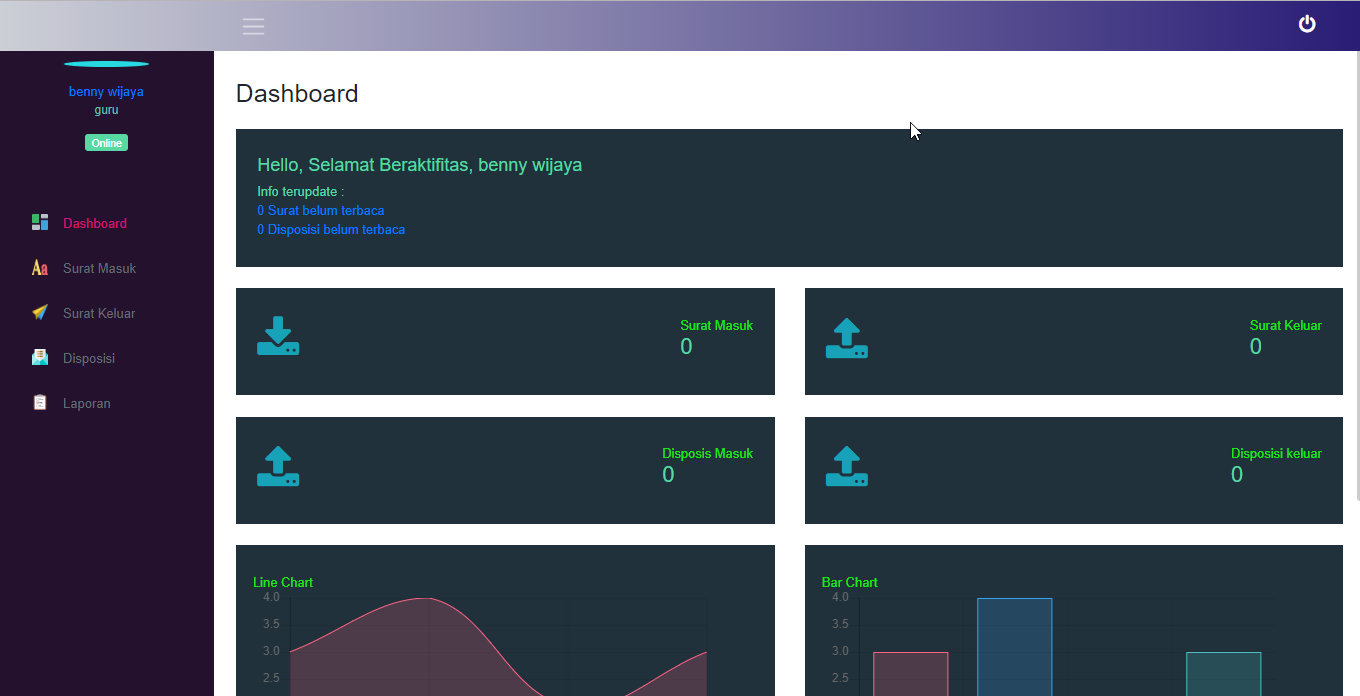 benny wijaya
guru
Online
Dashboard
Surat Masuk
Surat Keluar
Disposisi
Laporan
Dashboard
Hello, Selamat Beraktifitas, benny wijaya
Info terupdate :
0 Surat belum terbaca
0 Disposisi belum terbaca
Surat Masuk
0
Surat Keluar
0
Disposis Masuk
0
Disposisi keluar
0
Line Chart
4.0
3.5
3.0
2.5
Bar Chart
4.0
3.5
3.0
2.5